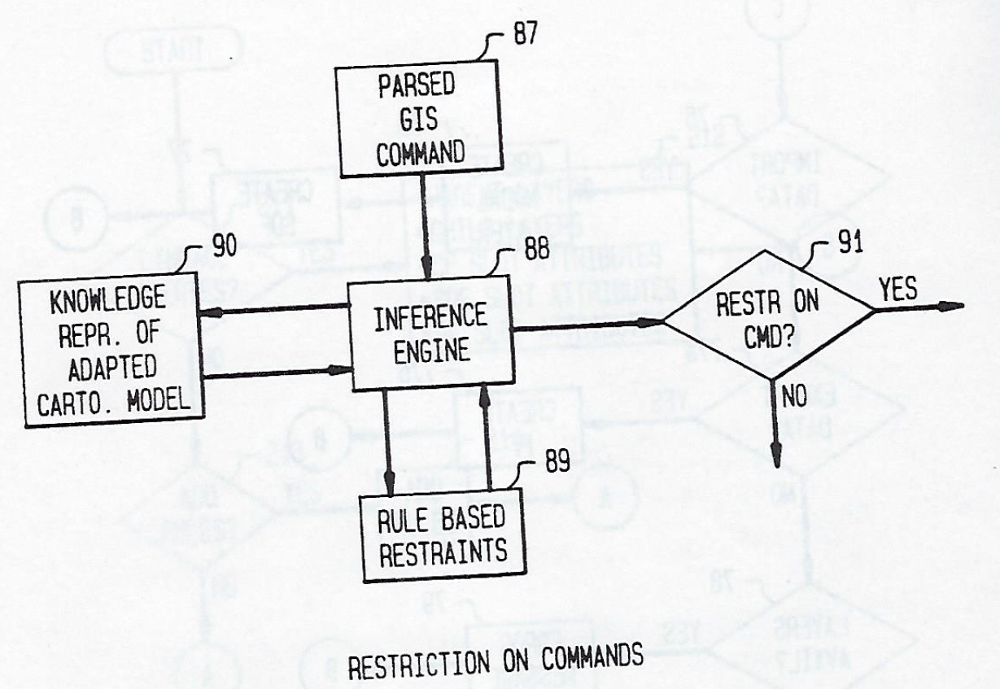 87
PARSED
GIS
COMMAND
90
88
91
KNOWLEDGE
REPR. OF
ADAPTED
CARTO. MODEL
INFERENCE
ENGINE
RESTR ON
CMD?
YES
NO
89
RULE BASED
RESTRAINTS
RESTRICTION ON COMMANDS